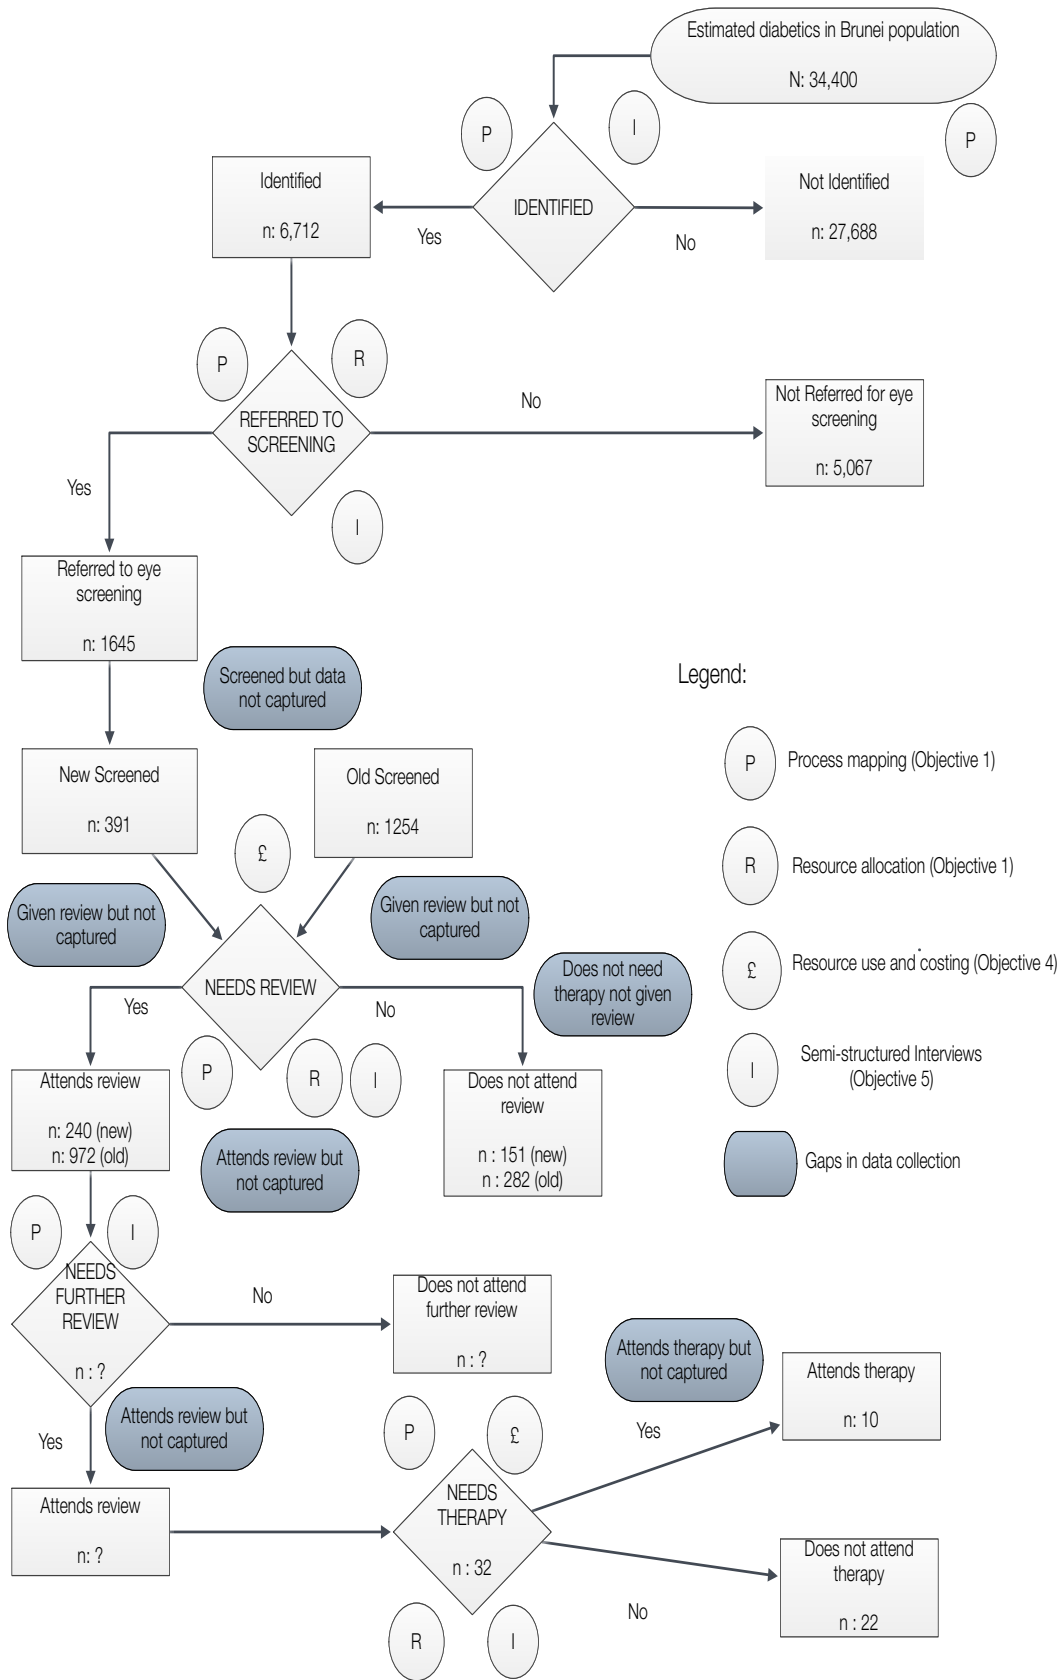 Estimated diabetics in Brunei population
N: 34,400
P
I
P
Identified
n: 6,712
IDENTIFIED
Not Identified
n: 27,688
Yes
No
P
R
REFERRED TO
SCREENING
No
Not Referred for eye
screening
n: 5,067
Yes
I
Referred to eye
screening
n: 1645
Screened but data
not captured
Legend:
P
Process mapping (Objective 1)
R
Resource allocation (Objective 1)
£
Resource use and costing (Objective 4)
I
Semi-structured Interviews
(Objective 5)
Gaps in data collection
New Screened
n: 391
Old Screened
n: 1254
£
Given review but not
captured
Given review but not
captured
NEEDS REVIEW
Does not need
therapy not given
review
Yes
No
P
R
I
Attends review
n: 240 (new)
n: 972 (old)
Does not attend
review
n : 151 (new)
n : 282 (old)
Attends review but
not captured
P
I
NEEDS
FURTHER
REVIEW
n : ?
No
Does not attend
further review
n : ?
Yes
Attends review but
not captured
Attends review
n: ?
P
£
NEEDS
THERAPY
n : 32
R
I
Attends therapy but
not captured
Yes
Attends therapy
n: 10
No
Does not attend
therapy
n : 22